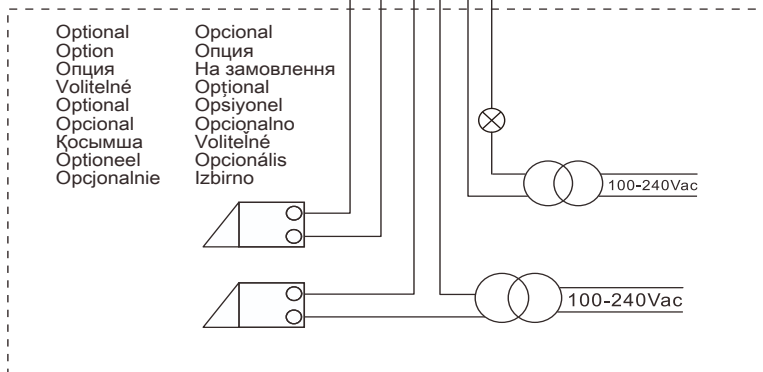 Optional
Option
Опция
Volitelné
Optional
Opcional
Қосымша
Optioneel
Opcjonalnie
Opcional
Опция
На замовлення
Opțional
Opsiyonel
Opcionalno
Voliteľné
Opcionális
Izbirno
100-240Vac
100-240Vac